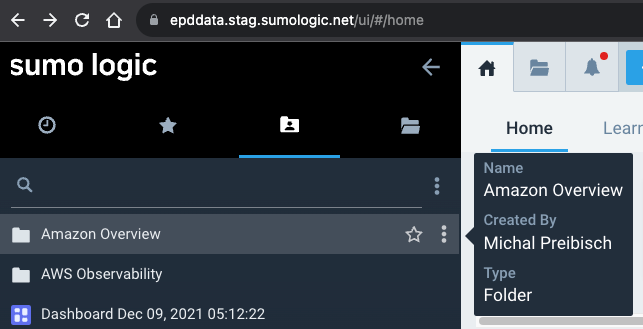 epddata.stag.sumologic.net/ui/#/home
sumo logic
Home
Learn
Name
Amazon Overview
Created By
Michal Preibisch
Type
Folder
Amazon Overview
AWS Observability
Dashboard Dec 09, 2021 05:12:22